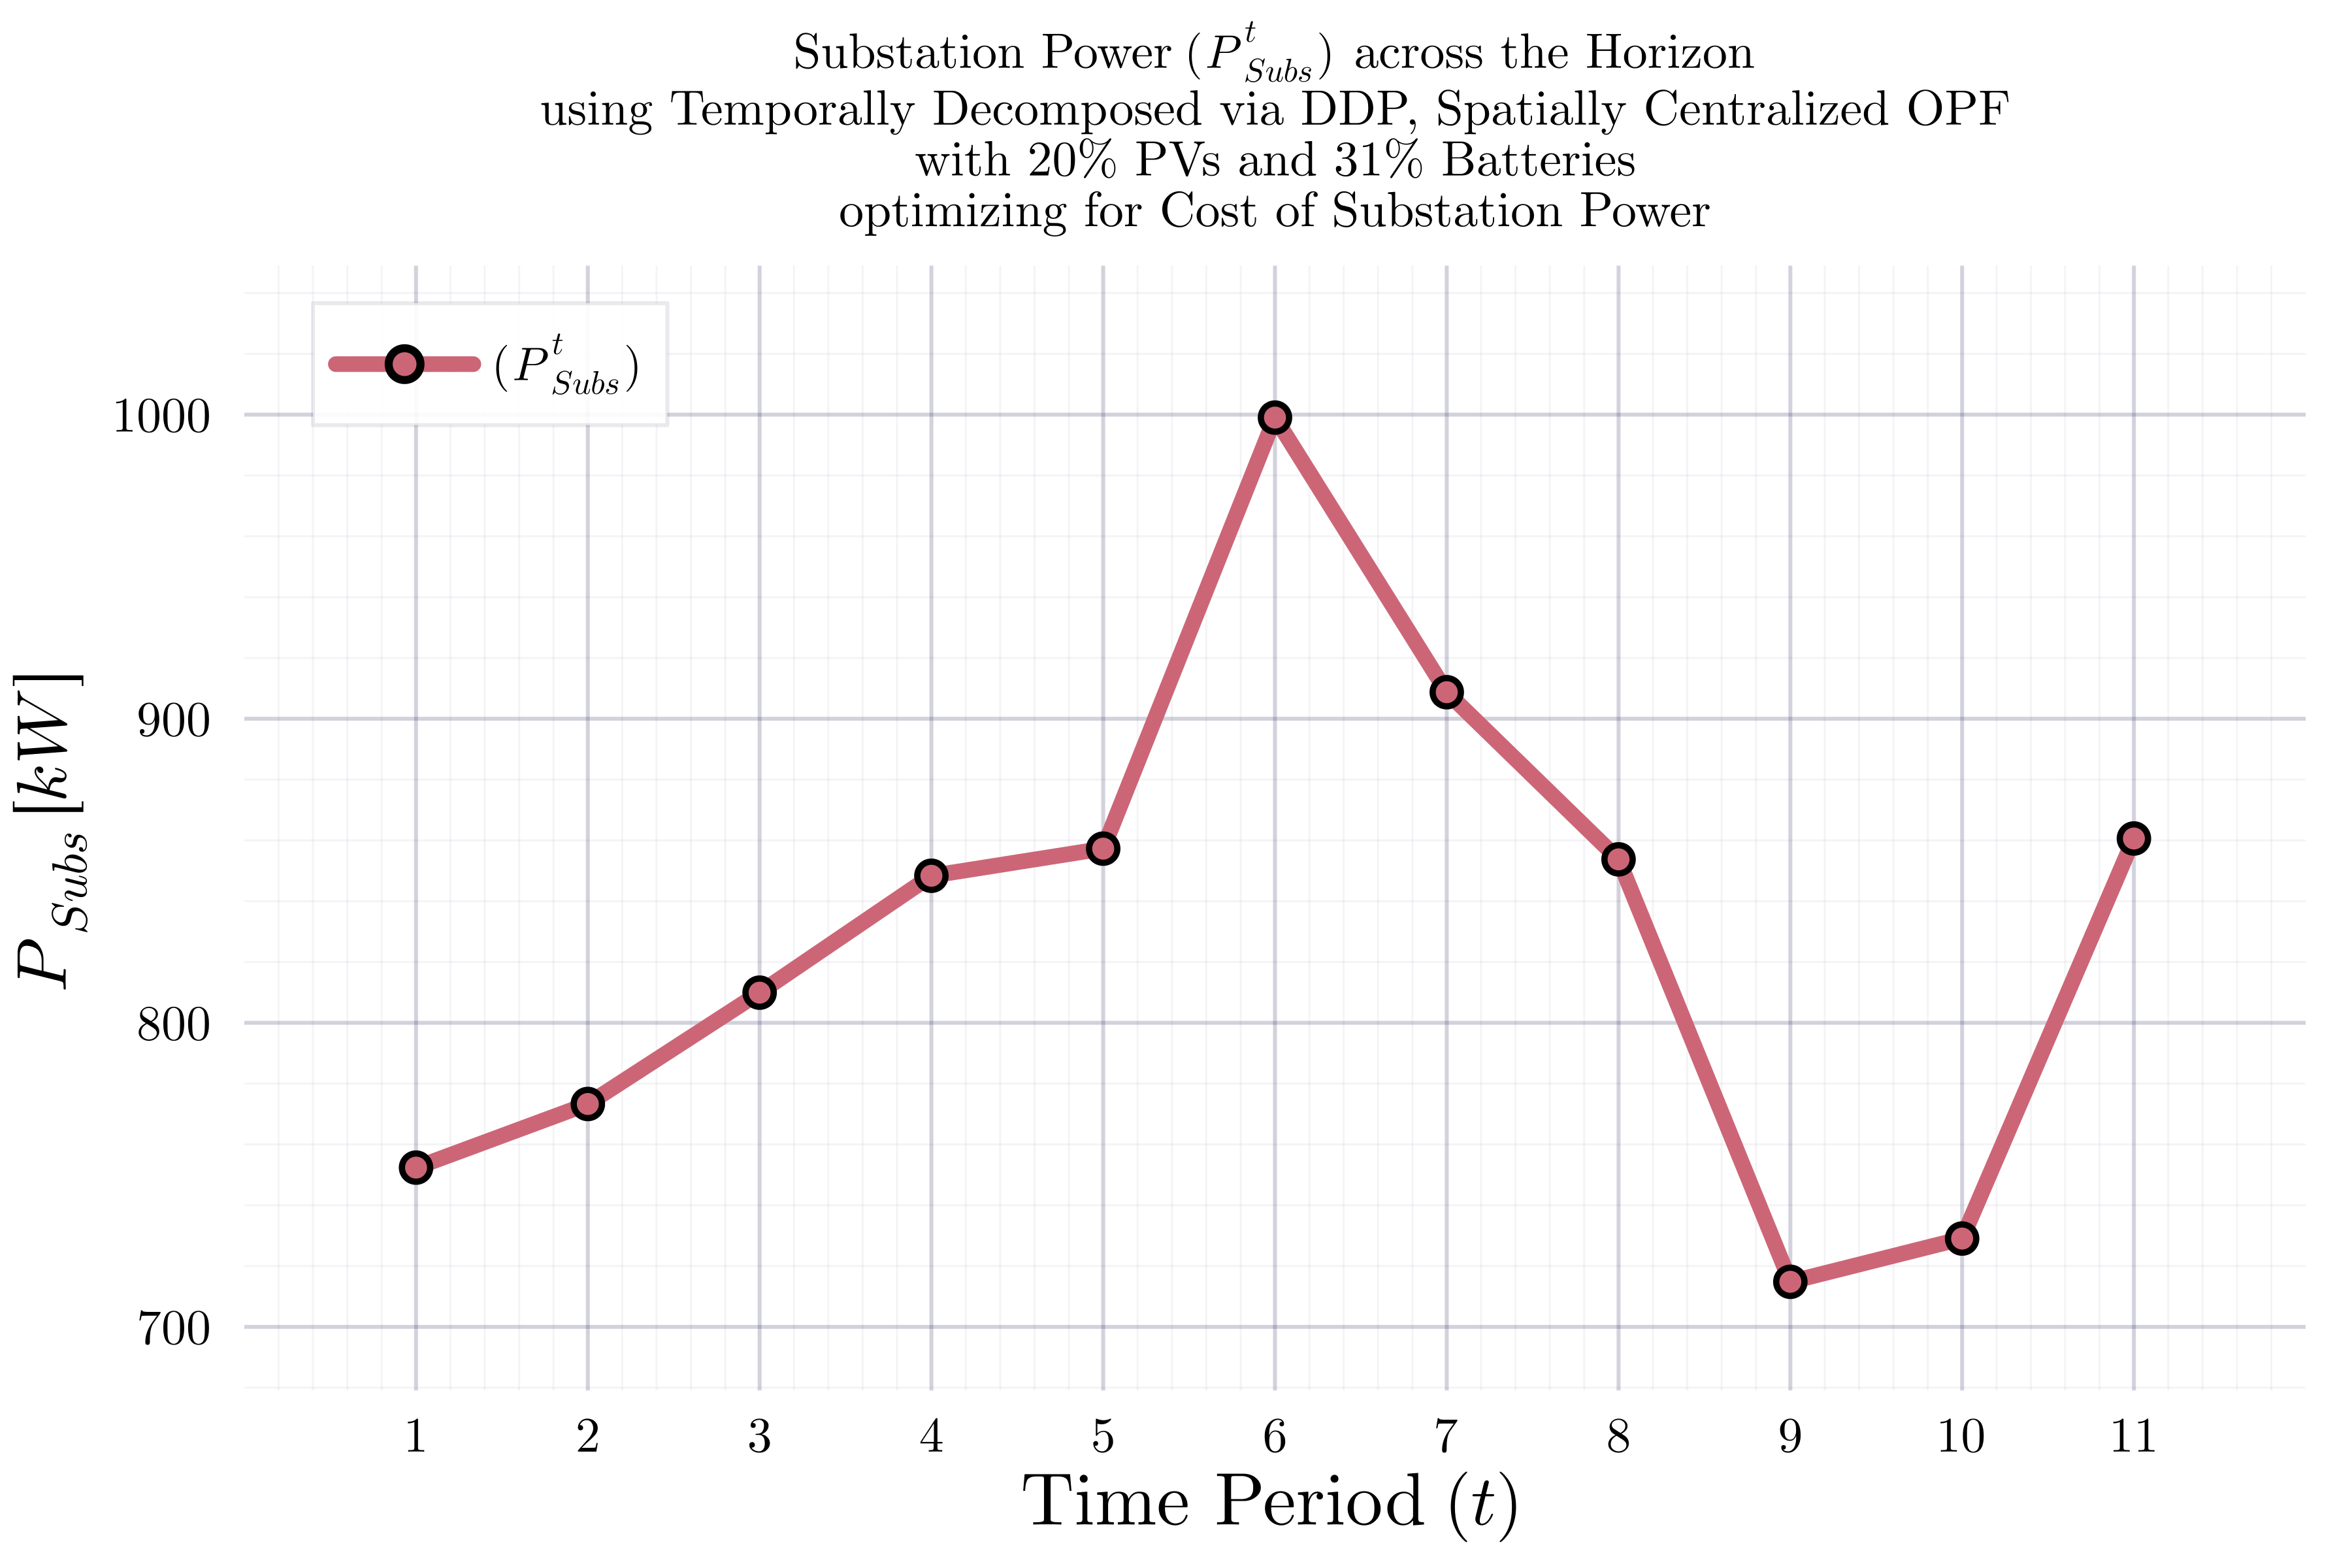 Substation Power (P^t_Subs) across the Horizon
using Temporally Decomposed via DDP, Spatially Centralized OPF
with 20% PVs and 31% Batteries
optimizing for Cost of Substation Power
(P^t_Subs)
1000
900
800
700
P_Subs [kW]
1 2 3 4 5 6 7 8 9 10 11
Time Period (t)